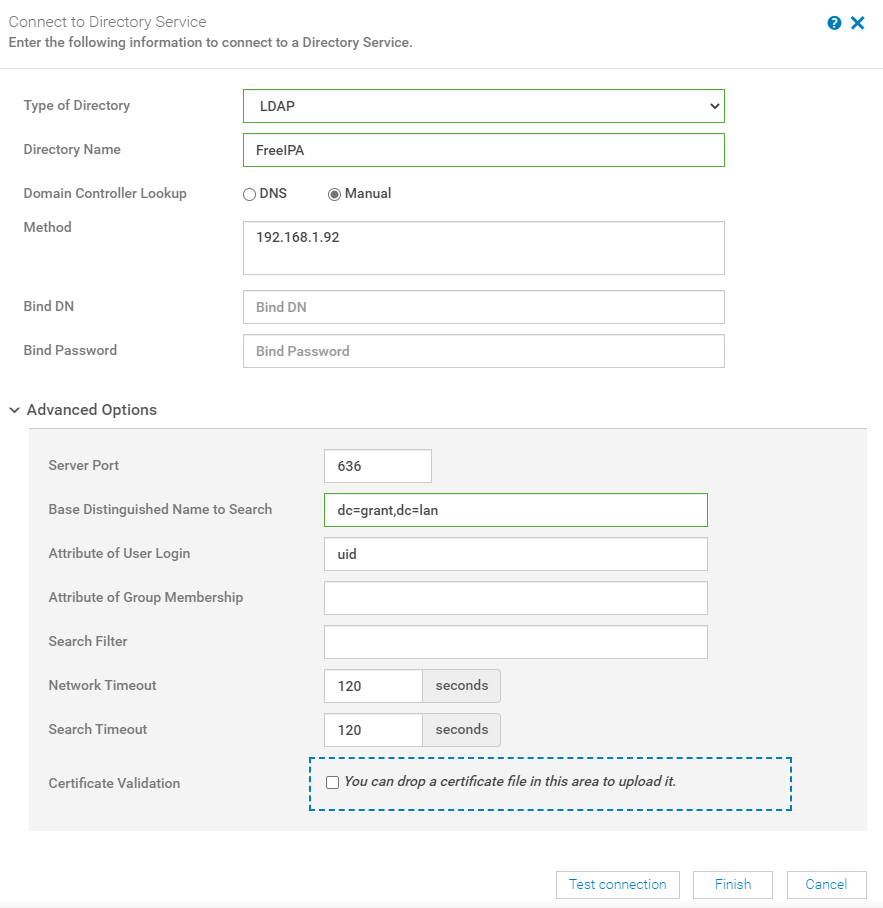 Connect to Directory Service
Enter the following information to connect to a Directory Service.
Type of Directory LDAP
Directory Name FreeIPA
Domain Controller Lookup DNS Manual
Method 192.168.1.92
Bind DN Bind DN
Bind Password Bind Password
Advanced Options
Server Port 636
Base Distinguished Name to Search dc=grant,dc=lan
Attribute of User Login uid
Attribute of Group Membership
Search Filter
Network Timeout 120 seconds
Search Timeout 120 seconds
Certificate Validation You can drop a certificate file in this area to upload it.
Test connection Finish Cancel